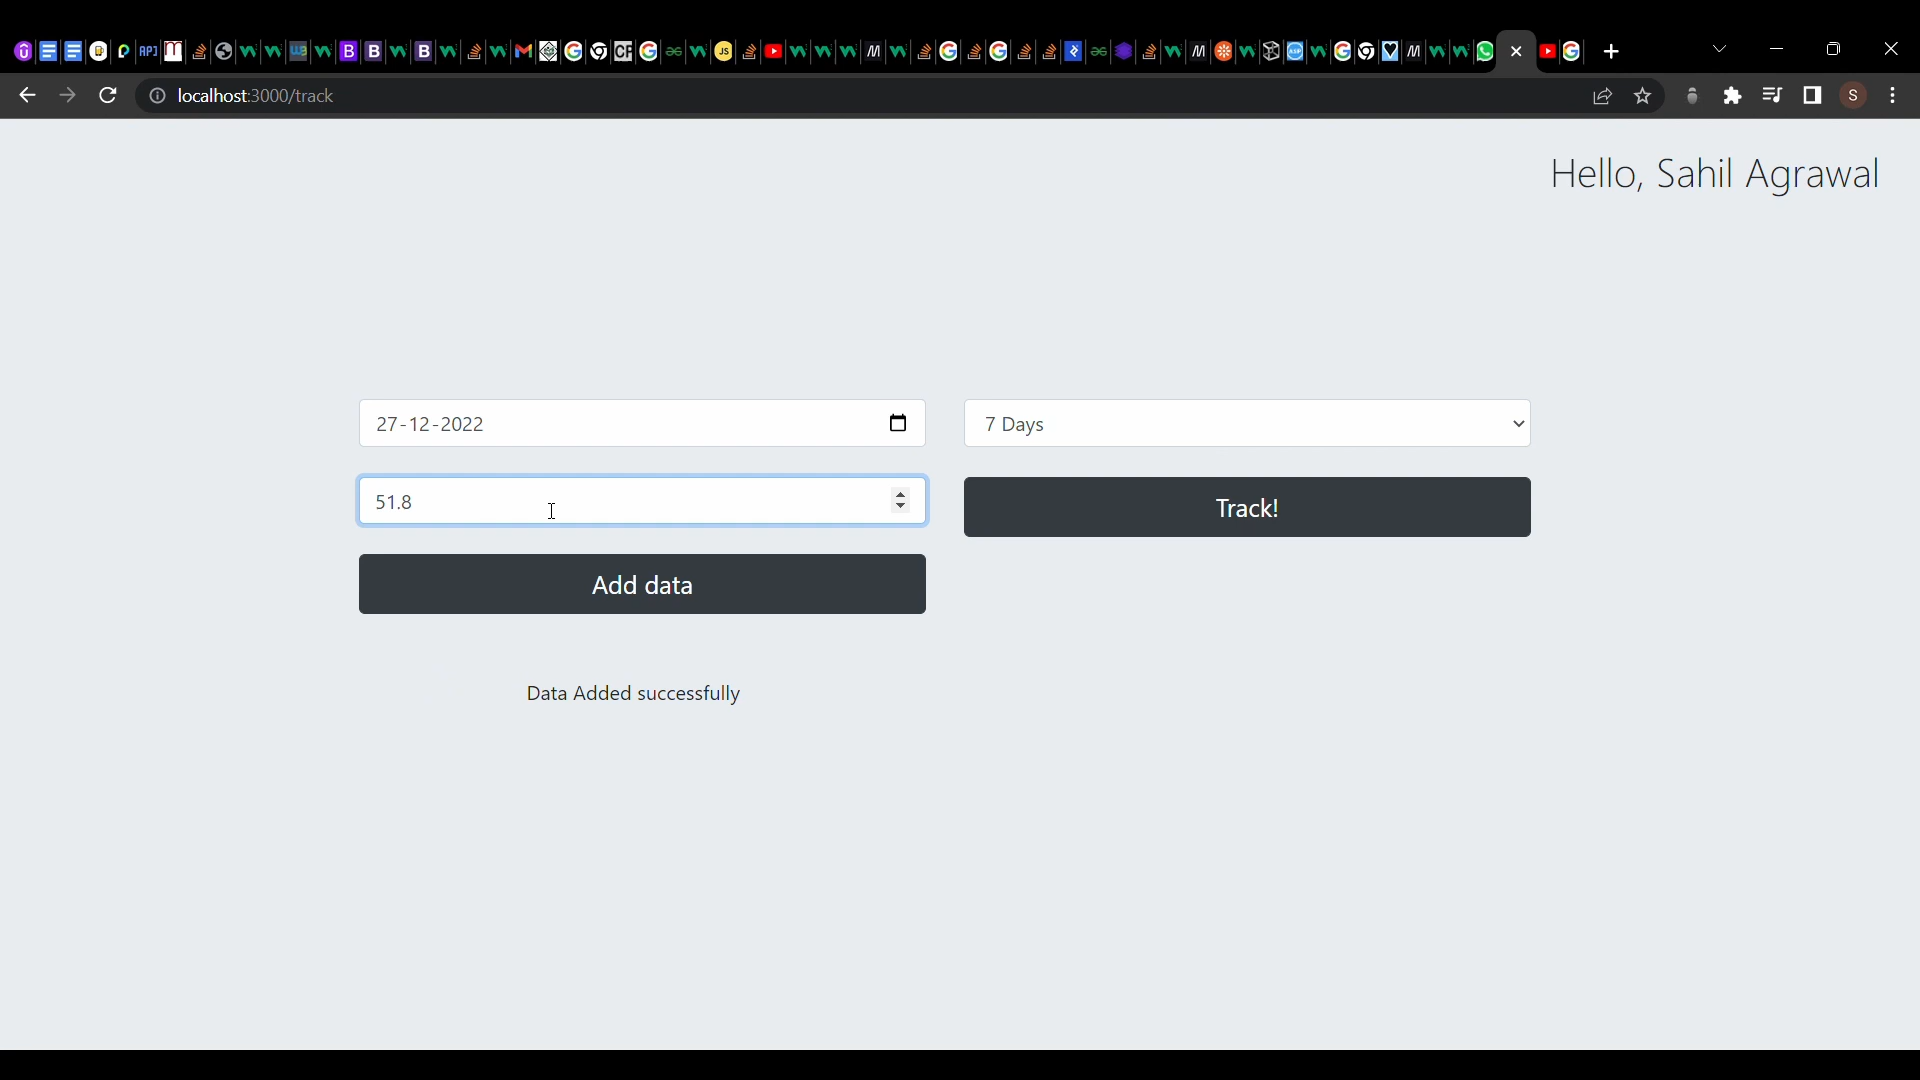 localhost:3000/track
S
Hello, Sahil Agrawal
27-12-2022
7 Days
51.8
Track!
Add data
Data Added successfully